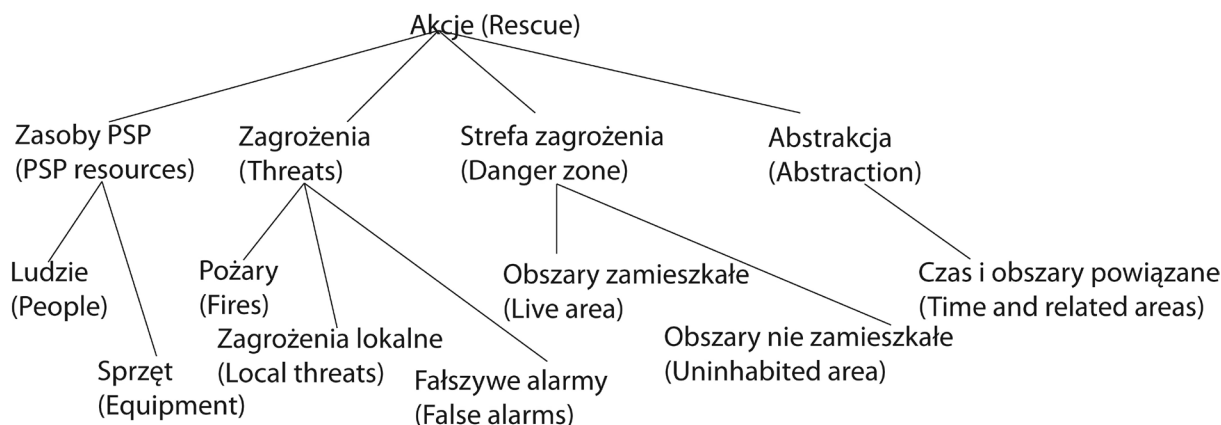 Akcje (Rescue)
Zasoby PSP
(PSP resources)
Zagrożenia
(Threats)
Strefa zagrożenia
(Danger zone)
Abstrakcja
(Abstraction)
Ludzie
(People)
Sprzęt
(Equipment)
Pożary
(Fires)
Zagrożenia lokalne
(Local threats)
Fałszywe alarmy
(False alarms)
Obszary zamieszkałe
(Live area)
Obszary nie zamieszkałe
(Uninhabited area)
Czas i obszary powiązane
(Time and related areas)